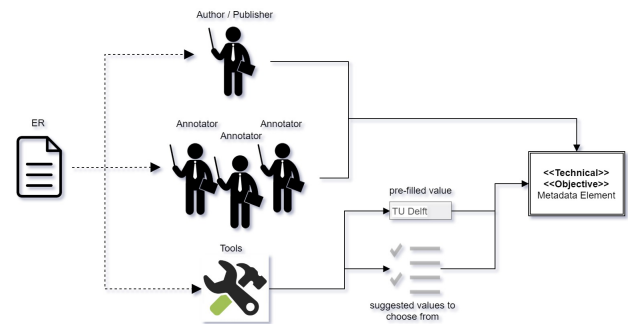 Author / Publisher
ER
Annotator
Annotator
Annotator
<<Technical>>
<<Objective>>
Metadata Element
pre-filled value
TU Delft
Tools
suggested values to
choose from